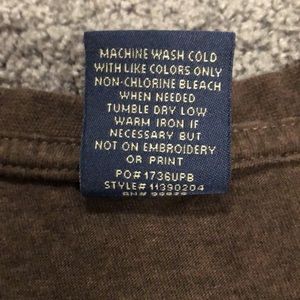 MACHINE WASH COLD
WITH LIKE COLORS ONLY
NON-CHLORINE BLEACH
WHEN NEEDED
TUMBLE DRY LOW
WARM IRON IF
NECESSARY BUT
NOT ON EMBROIDERY
OR PRINT
PO# 1736UPB
STYLE# 11390204